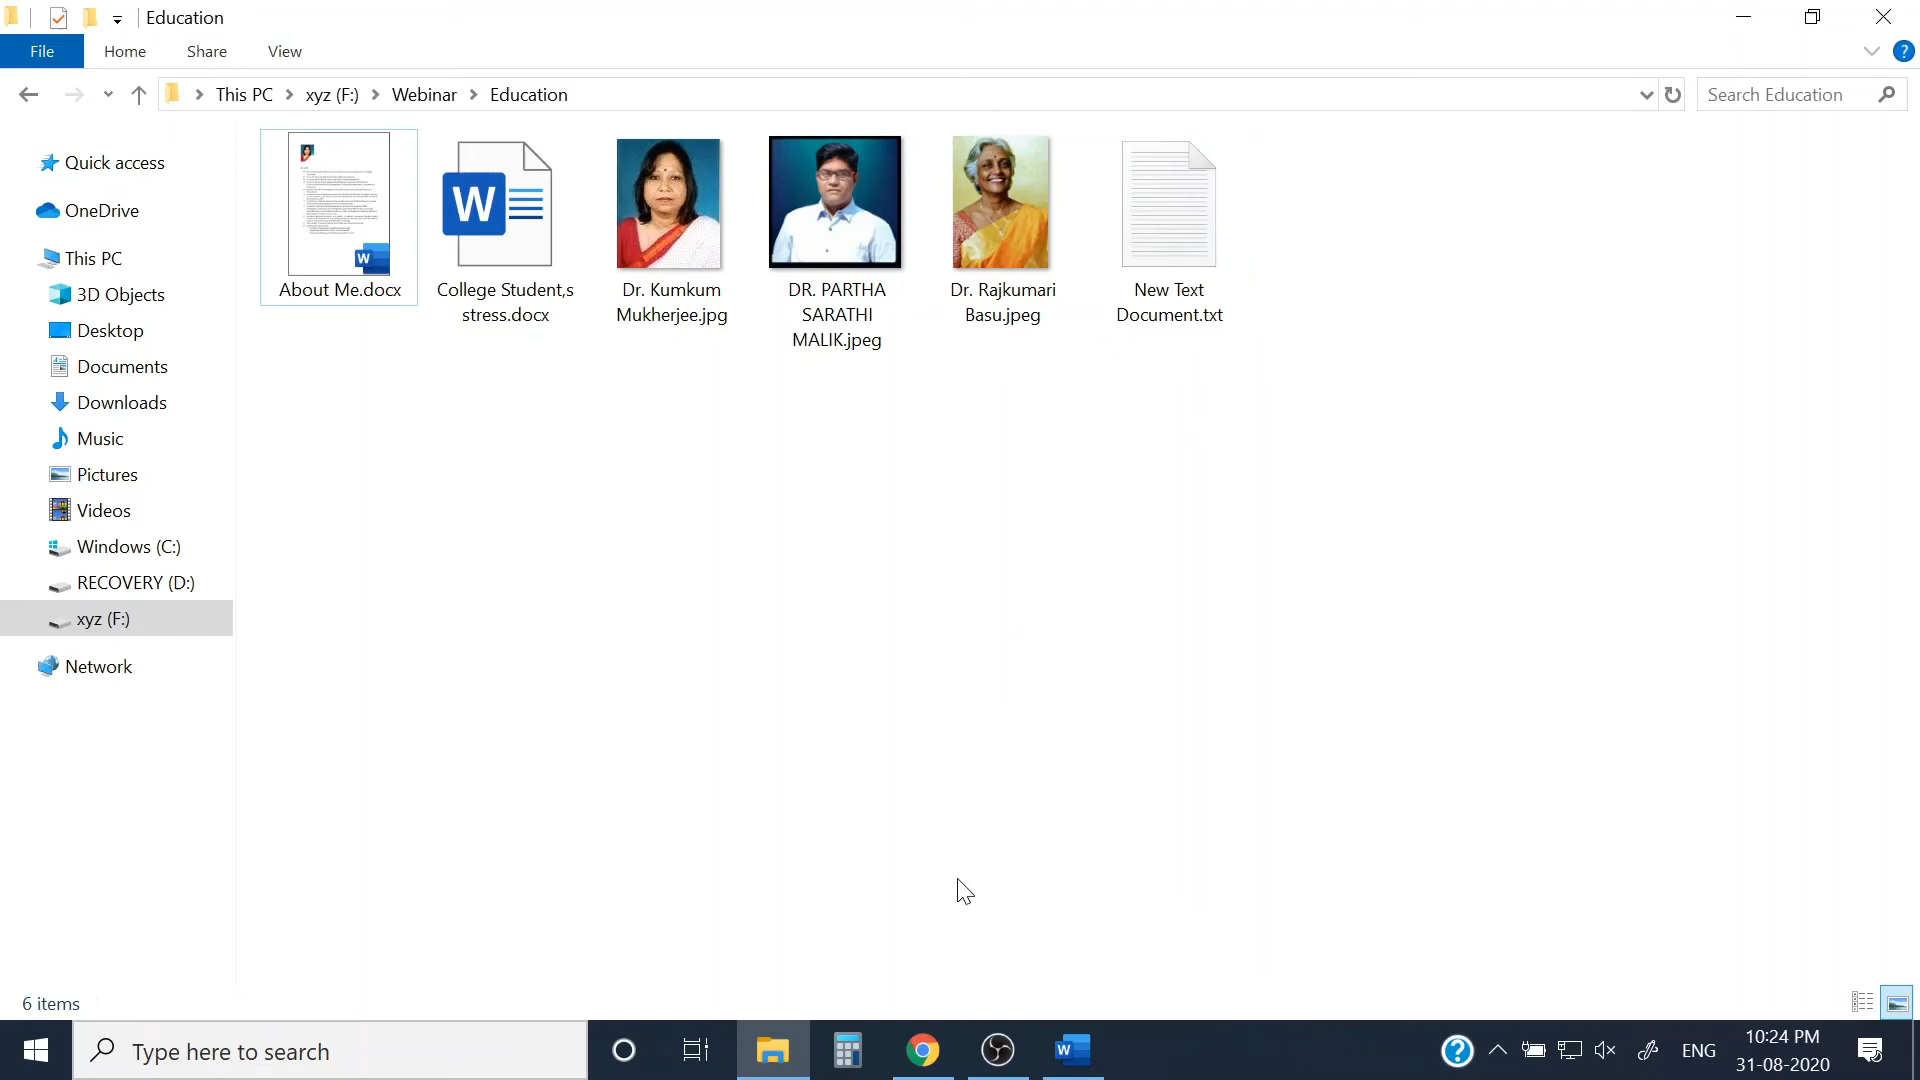 Education
File
Home
Share
View
This PC
xyz (F:)
Webinar
Education
Search Education
Quick access
OneDrive
This PC
3D Objects
Desktop
Documents
Downloads
Music
Pictures
Videos
Windows (C:)
RECOVERY (D:)
xyz (F:)
Network
About Me.docx
College Student,s
stress.docx
Dr. Kumkum
Mukherjee.jpg
DR. PARTHA
SARATHI
MALIK.jpeg
Dr. Rajkumari
Basu.jpeg
New Text
Document.txt
6 items
Type here to search
ENG
10:24 PM
31-08-2020